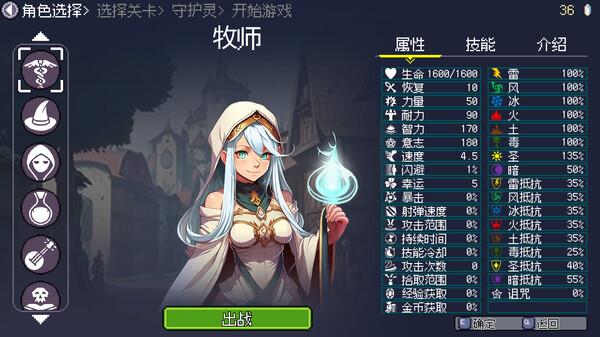 角色选择> 选择关卡> 守护灵> 开始游戏
36
牧师
属性 技能 介绍
生命 1600/1600
恢复 10
力量 50
耐力 90
智力 170
意志 180
速度 4.5
闪避 1%
幸运 5
暴击 0%
射弹速度 0%
攻击范围 0%
持续时间 0%
技能冷却 0%
攻击次数 0
拾取范围 0%
经验获取 0%
金币获取 0%
雷 100%
风 100%
冰 100%
火 100%
土 100%
毒 100%
圣 135%
暗 50%
雷抵抗 35%
风抵抗 35%
冰抵抗 35%
火抵抗 35%
土抵抗 35%
毒抵抗 25%
圣抵抗 40%
暗抵抗 55%
诅咒 0%
出战
E 确定
Q 返回